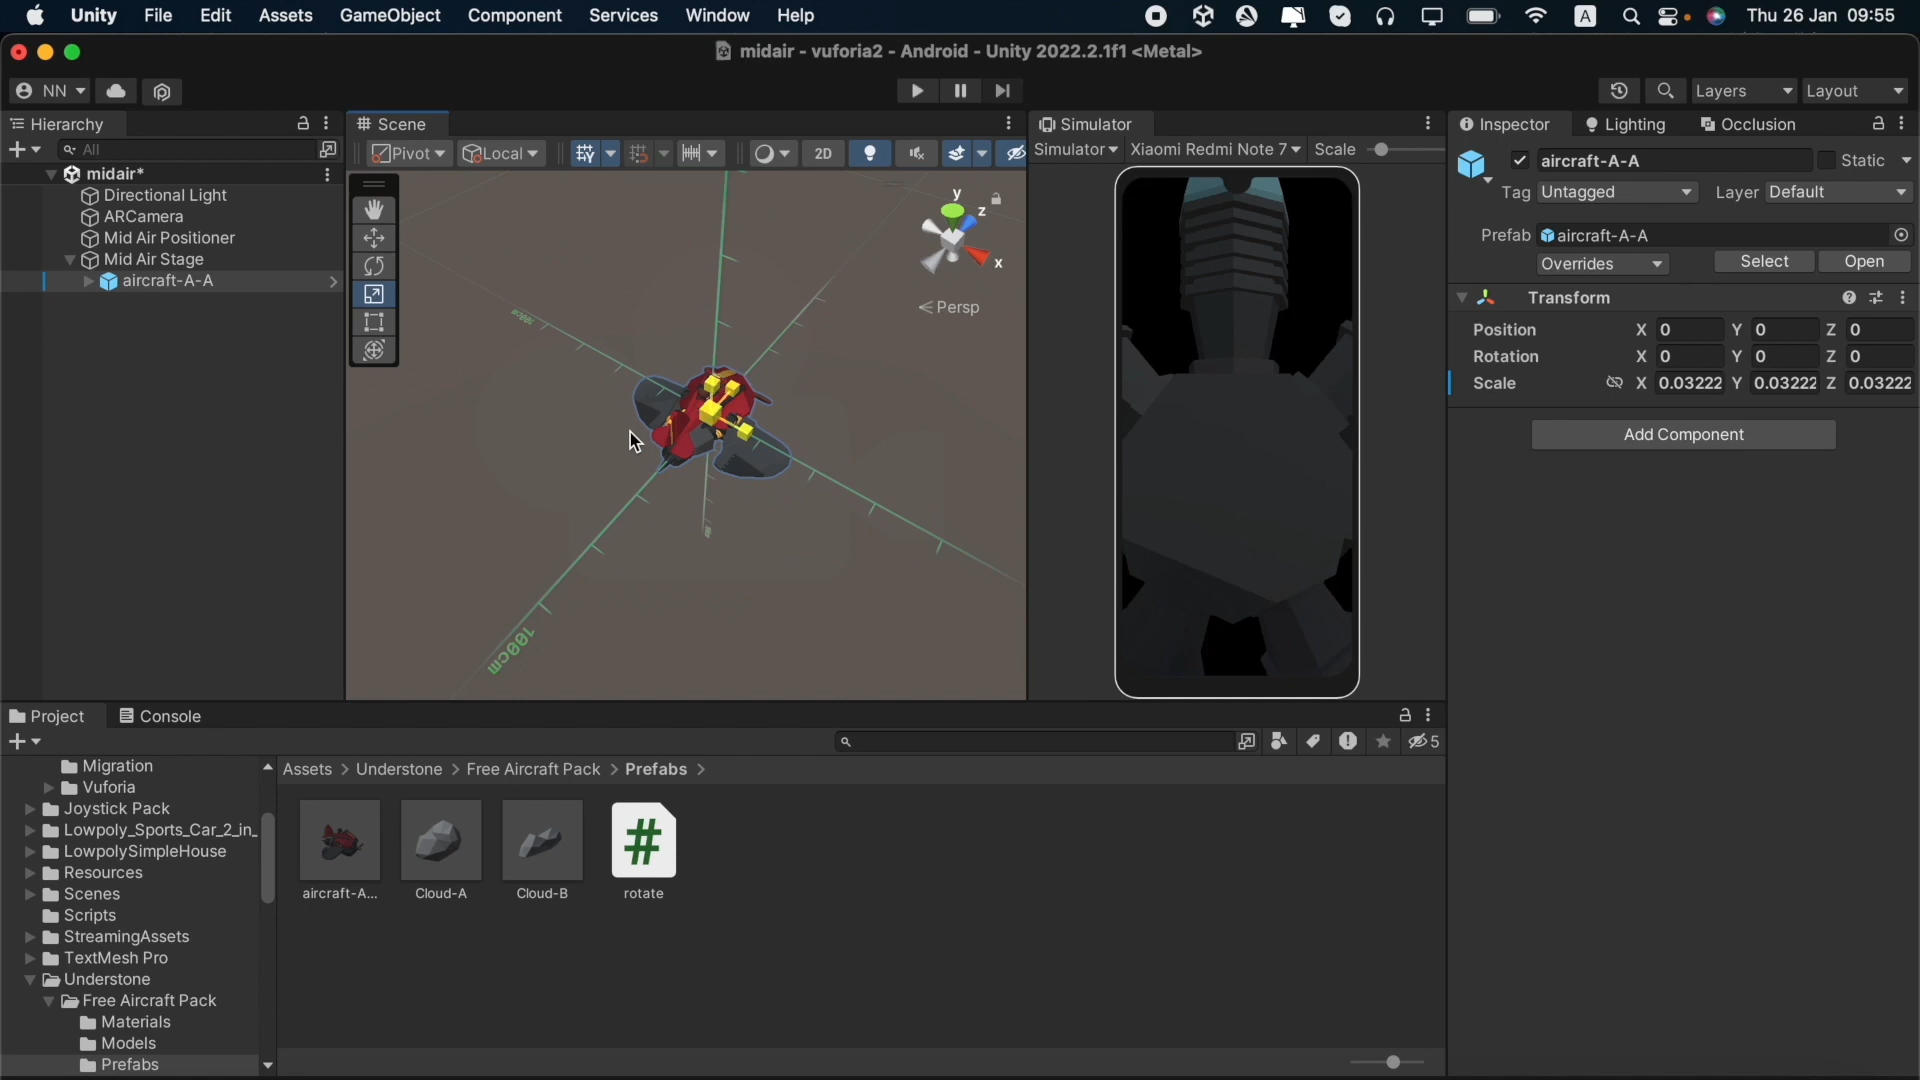 Unity File Edit Assets GameObject Component Services Window Help A Thu 26 Jan 09:55
midair - vuforia2 - Android - Unity 2022.2.1f1 <Metal>
NN Layers Layout
Hierarchy
All
midair*
Directional Light
ARCamera
Mid Air Positioner
Mid Air Stage
aircraft-A-A
Scene
Pivot Local 2D
y
z
x
Persp
100cm
100cm
Simulator
Simulator Xiaomi Redmi Note 7 Scale
Inspector Lighting Occlusion
aircraft-A-A Static
Tag Untagged Layer Default
Prefab aircraft-A-A
Overrides Select Open
Transform
Position X 0 Y 0 Z 0
Rotation X 0 Y 0 Z 0
Scale X 0.03222 Y 0.03222 Z 0.03222
Add Component
Project Console
5
Migration
Vuforia
Joystick Pack
Lowpoly_Sports_Car_2_in_
LowpolySimpleHouse
Resources
Scenes
Scripts
StreamingAssets
TextMesh Pro
Understone
Free Aircraft Pack
Materials
Models
Prefabs
Assets > Understone > Free Aircraft Pack > Prefabs >
#
aircraft-A... Cloud-A Cloud-B rotate